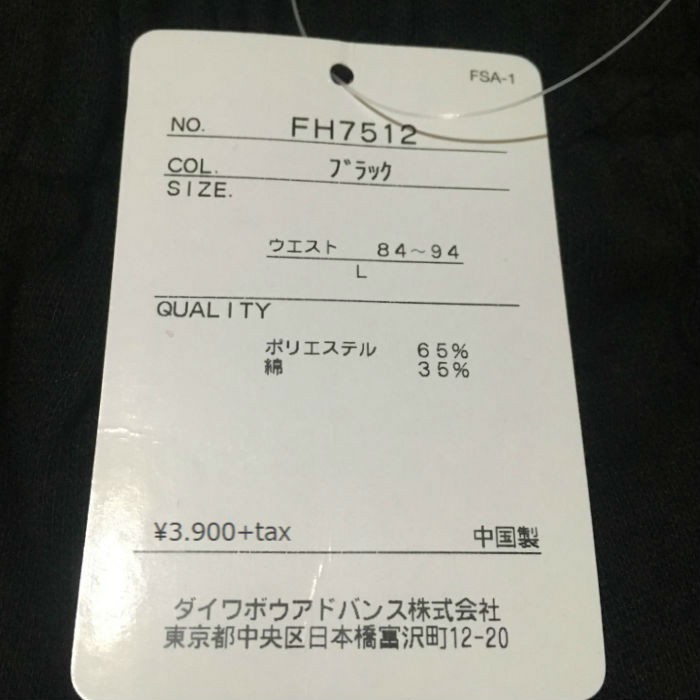 FSA-1
NO. FH7512
COL. ﾌﾞﾗｯｸ
SIZE.
ウエスト 84～94
L
QUALITY
ポリエステル 65%
綿 35%
¥3.900+tax 中国製
ダイワボウアドバンス株式会社
東京都中央区日本橋富沢町12-20